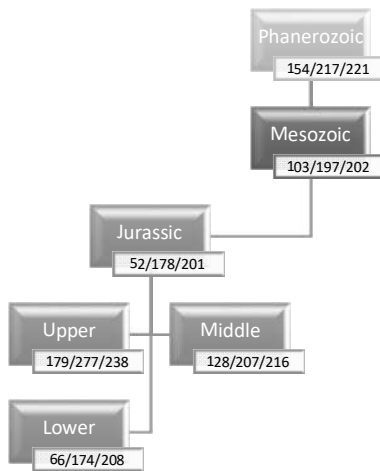 Phanerozoic
154/217/221
Mesozoic
103/197/202
Jurassic
52/178/201
Upper
179/277/238
Middle
128/207/216
Lower
66/174/208